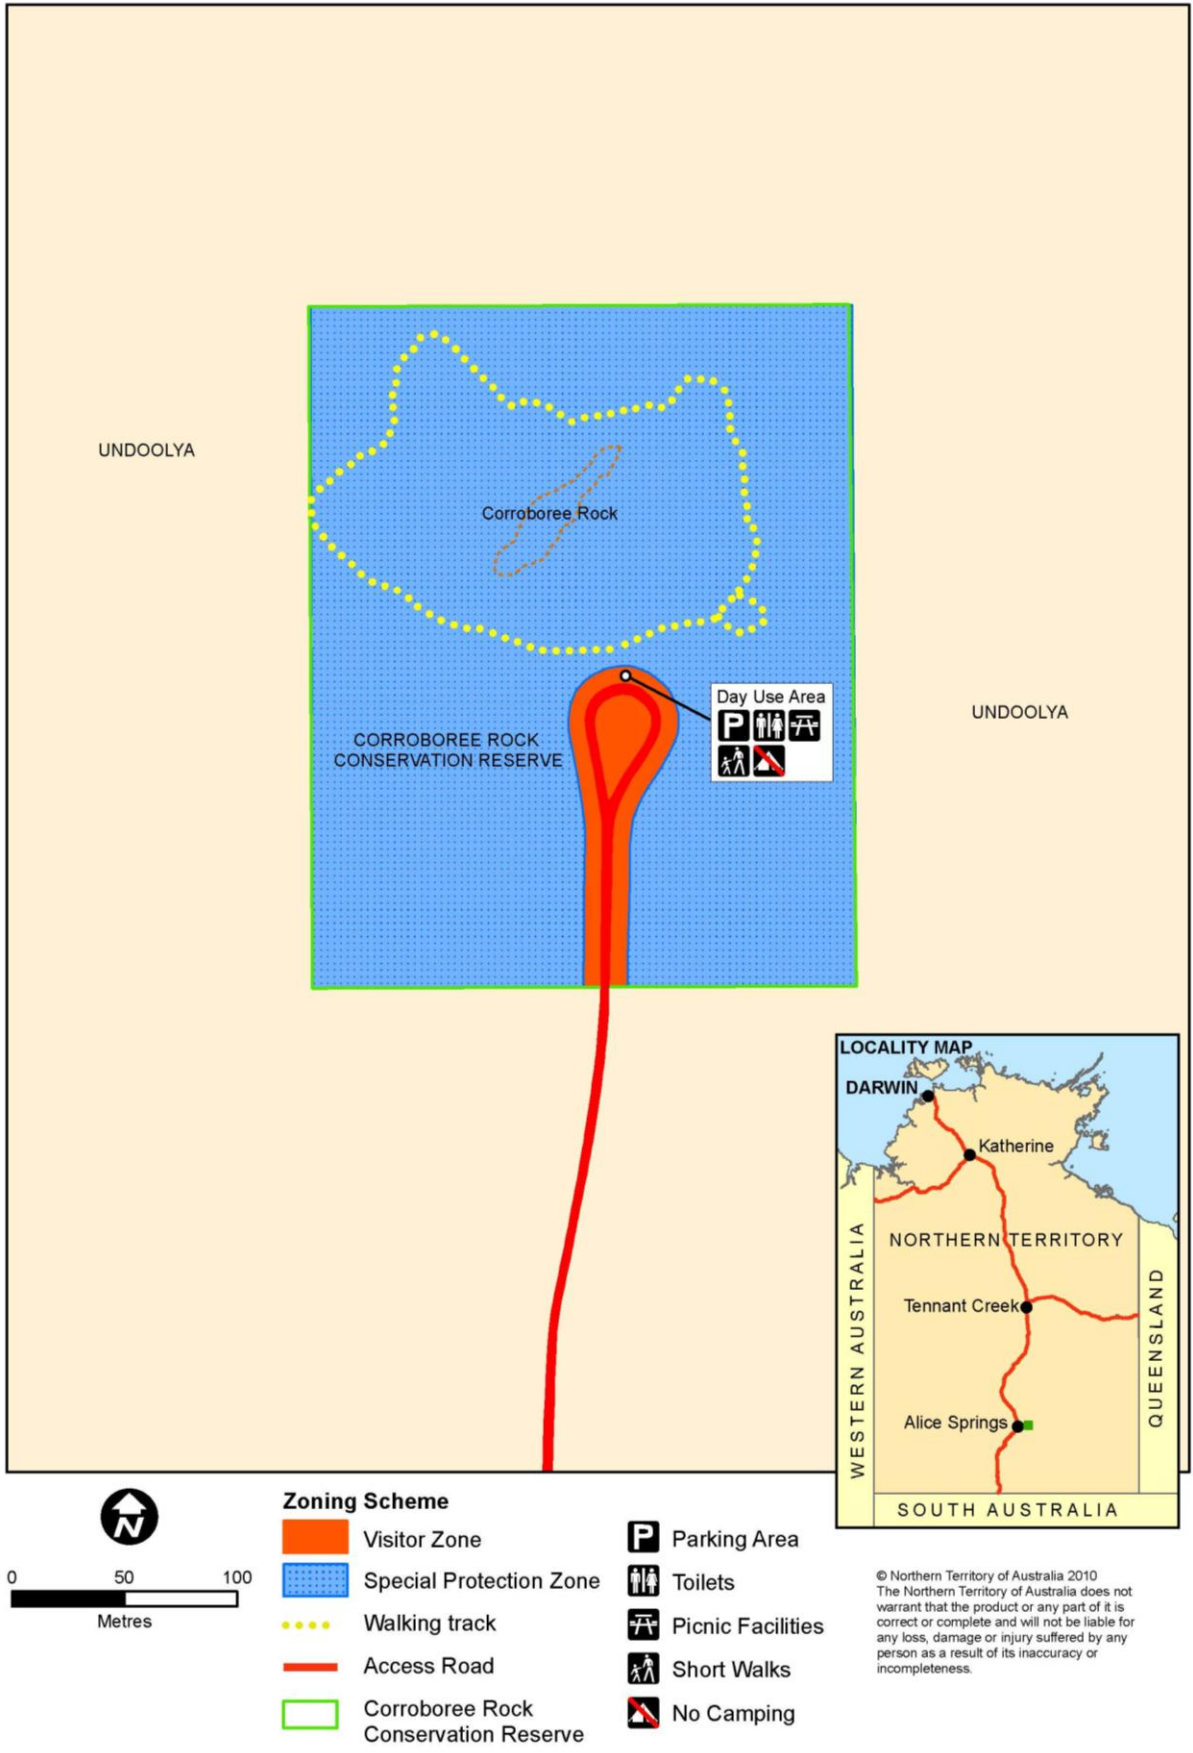 UNDOOLYA
Corroboree Rock
Day Use Area
P
UNDOOLYA
CORROBOREE ROCK
CONSERVATION RESERVE
LOCALITY MAP
DARWIN
Katherine
NORTHERN TERRITORY
WESTERN AUSTRALIA
QUEENSLAND
Tennant Creek
Alice Springs
SOUTH AUSTRALIA
N
0 50 100
Metres
Zoning Scheme
Visitor Zone
Special Protection Zone
Walking track
Access Road
Corroboree Rock
Conservation Reserve
P Parking Area
Toilets
Picnic Facilities
Short Walks
No Camping
© Northern Territory of Australia 2010
The Northern Territory of Australia does not
warrant that the product or any part of it is
correct or complete and will not be liable for
any loss, damage or injury suffered by any
person as a result of its inaccuracy or
incompleteness.